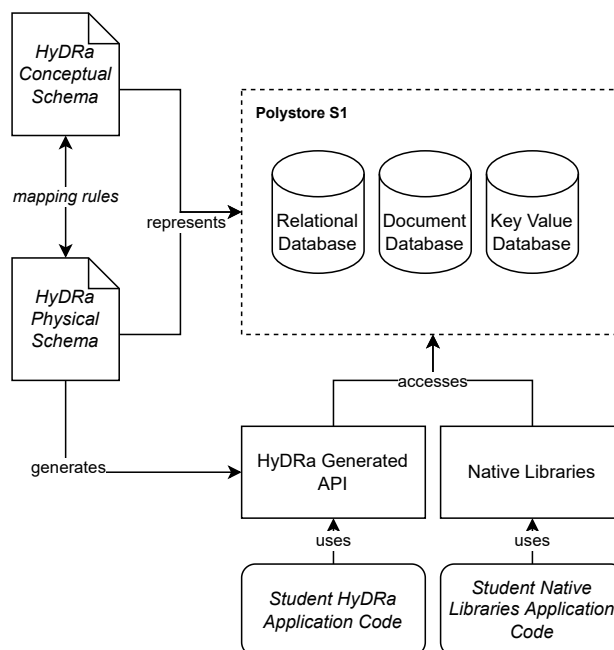 HyDRa
Conceptual
Schema
Polystore S1
mapping rules
represents
Relational
Database
Document
Database
Key Value
Database
HyDRa
Physical
Schema
accesses
generates
HyDRa Generated
API
Native Libraries
uses
uses
Student HyDRa
Application Code
Student Native
Libraries Application
Code